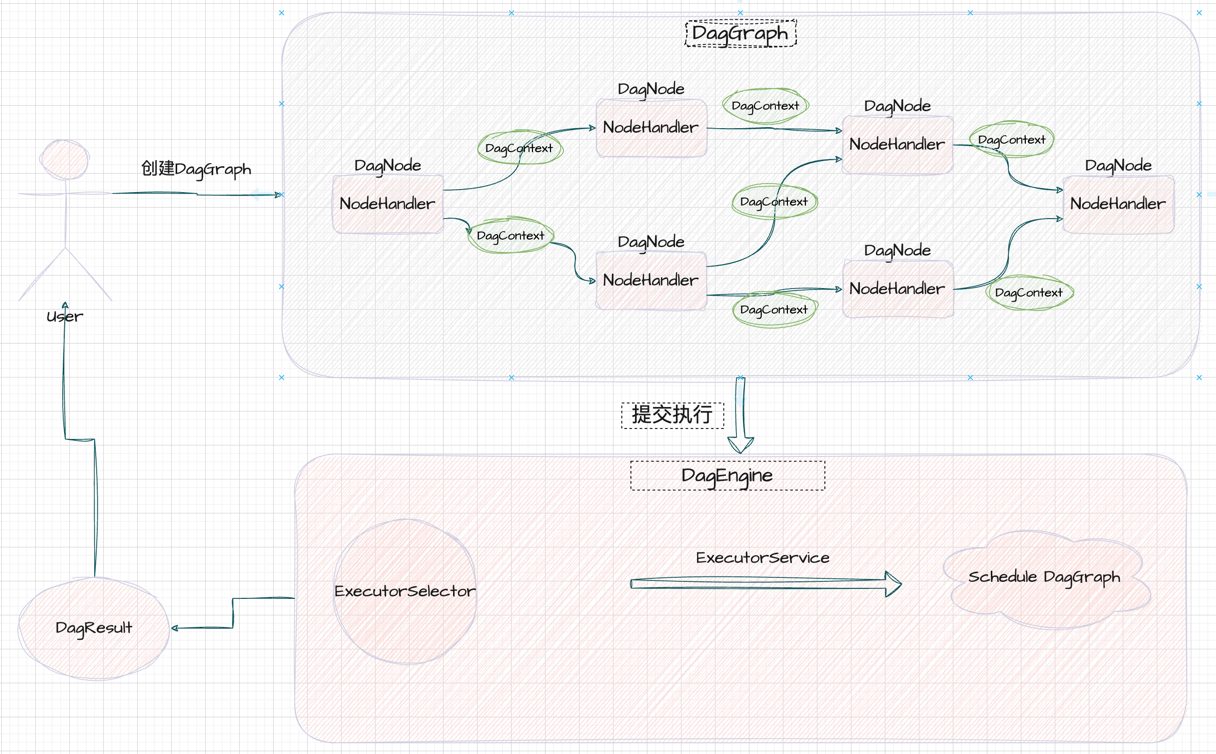 DagGraph
DagNode
NodeHandler
DagContext
DagNode
NodeHandler
DagContext
DagContext
创建DagGraph
DagNode
NodeHandler
DagNode
NodeHandler
DagContext
DagContext
DagNode
NodeHandler
DagNode
NodeHandler
DagContext
DagContext
User
提交执行
DagEngine
ExecutorService
ExecutorSelector
Schedule DagGraph
DagResult